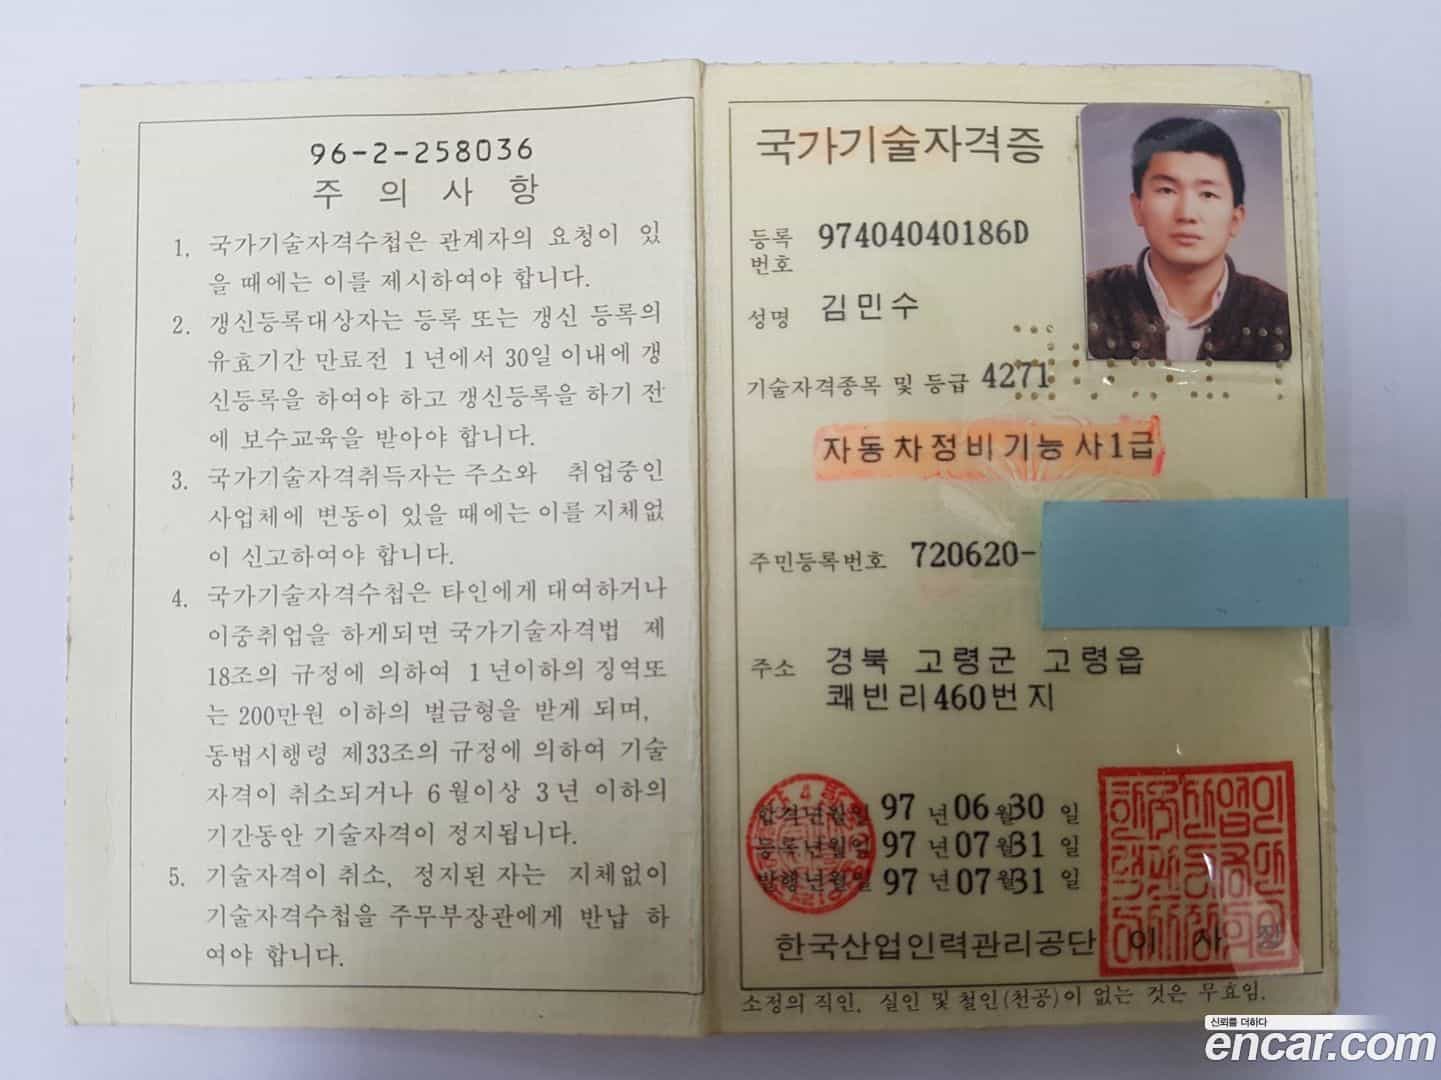 96-2-258036
주 의 사 항
1. 국가기술자격수첩은 관계자의 요청이 있
을 때에는 이를 제시하여야 합니다.
2. 갱신등록대상자는 등록 또는 갱신 등록의
유효기간 만료전 1년에서 30일 이내에 갱
신등록을 하여야 하고 갱신등록을 하기 전
에 보수교육을 받아야 합니다.
3. 국가기술자격취득자는 주소와 취업중인
사업체에 변동이 있을 때에는 이를 지체없
이 신고하여야 합니다.
4. 국가기술자격수첩은 타인에게 대여하거나
이중취업을 하게되면 국가기술자격법 제
18조의 규정에 의하여 1년이하의 징역또
는 200만원 이하의 벌금형을 받게 되며,
동법시행령 제33조의 규정에 의하여 기술
자격이 취소되거나 6월이상 3년 이하의
기간동안 기술자격이 정지됩니다.
5. 기술자격이 취소, 정지된 자는 지체없이
기술자격수첩을 주무부장관에게 반납 하
여야 합니다.
국가기술자격증
등록번호 97404040186D
성명 김민수
기술자격종목 및 등급 4271
자동차정비기능사1급
주민등록번호 720620-
주소 경북 고령군 고령읍
쾌빈리460번지
합격년월일 97 년 06 월 30 일
등록년월일 97 년 07 월 31 일
발행년월일 97 년 07 월 31 일
한국산업인력관리공단 이 사 장
소정의 직인, 실인 및 철인(천공)이 없는 것은 무효임.
신뢰를 더하다
encar.com